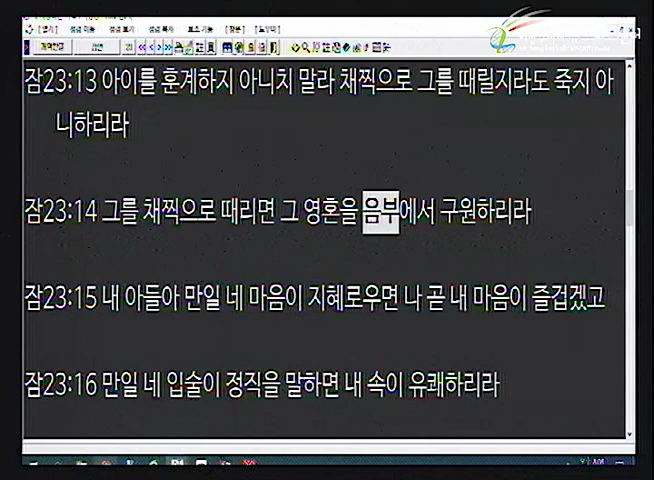 잠23:13 아이를 훈계하지 아니치 말라 채찍으로 그를 때릴지라도 죽지 아
니하리라
잠23:14 그를 채찍으로 때리면 그 영혼을 음부에서 구원하리라
잠23:15 내 아들아 만일 네 마음이 지혜로우면 나 곧 내 마음이 즐겁겠고
잠23:16 만일 네 입술이 정직을 말하면 내 속이 유쾌하리라